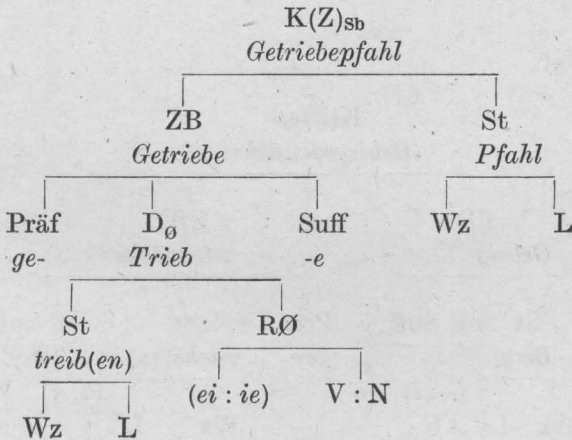 K(Z)Sb
Getriebepfahl
ZB St
Getriebe Pfahl
Präf Dø Suff Wz L
ge- Trieb -e
St RØ
treib(en) (ei : ie) V : N
Wz L